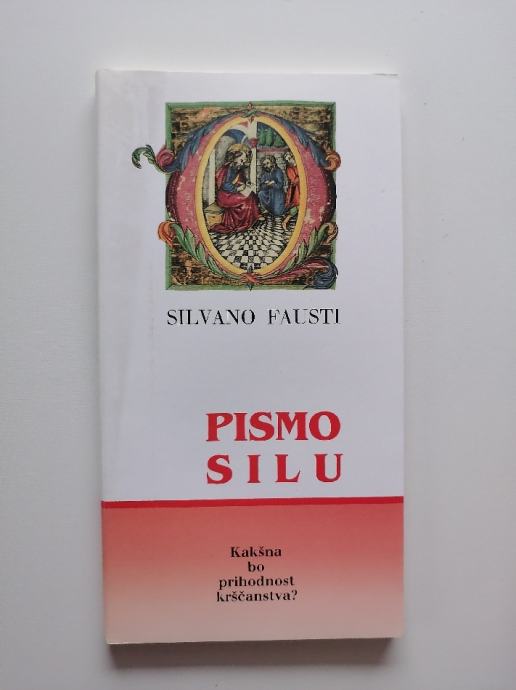 SILVANO FAUSTI
PISMO
SILU
Kakšna
bo
prihodnost
krščanstva?